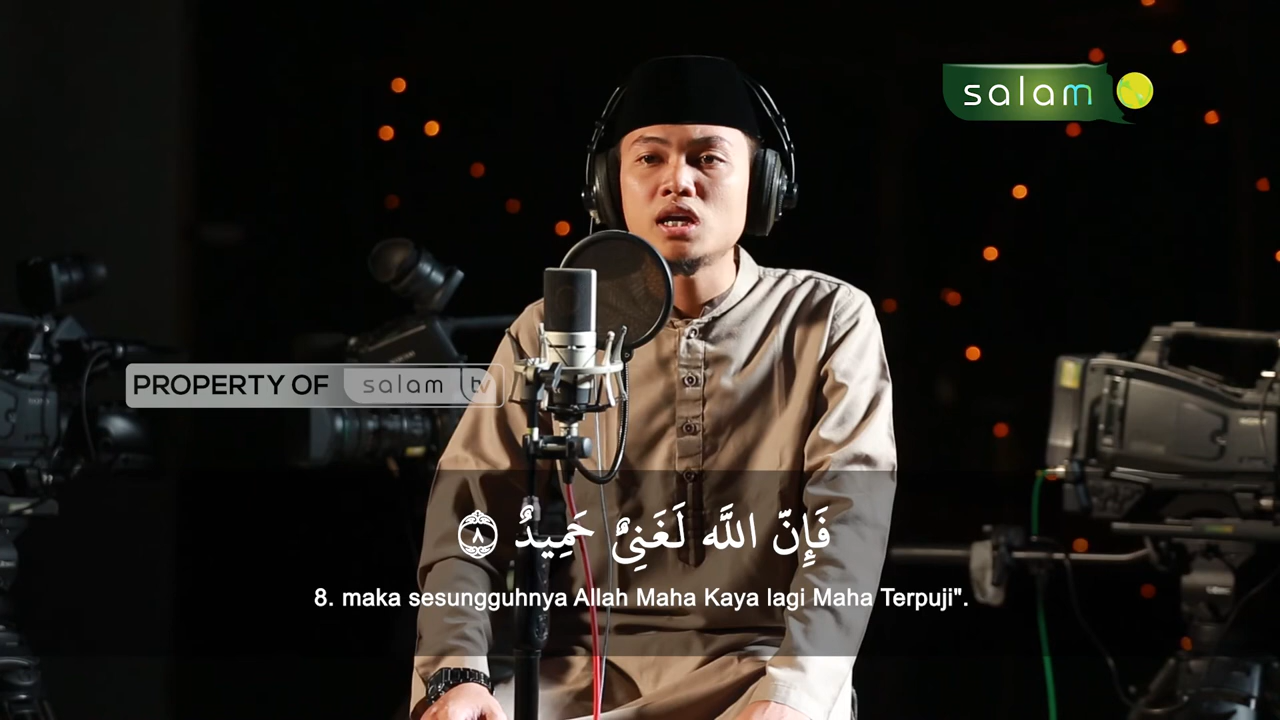 salam
PROPERTY OF salam tv
فَإِنَّ اللَّه لَغَنِىٌّ حَمِيدٌ ۝٨
8. maka sesungguhnya Allah Maha Kaya lagi Maha Terpuji".